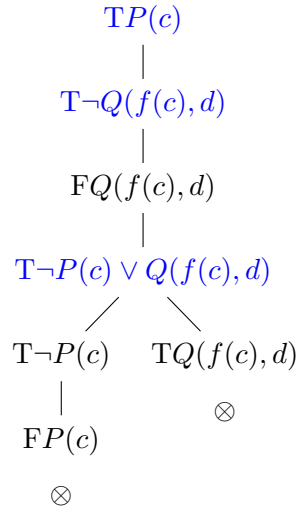 TP(c)
T¬Q(f(c), d)
FQ(f(c), d)
T¬P(c) ∨ Q(f(c), d)
T¬P(c) TQ(f(c), d)
⊗
FP(c)
⊗